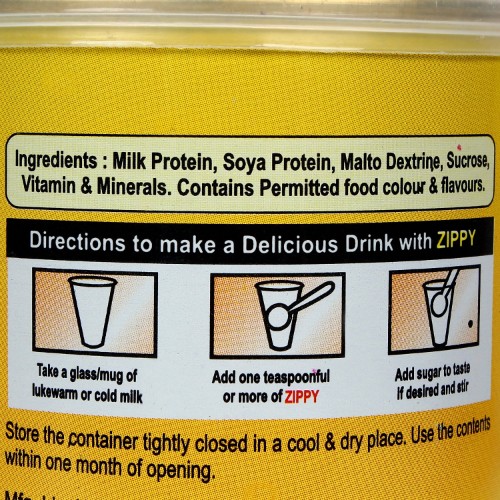 Ingredients : Milk Protein, Soya Protein, Malto Dextrine, Sucrose,
Vitamin & Minerals. Contains Permitted food colour & flavours.
Directions to make a Delicious Drink with ZIPPY
Take a glass/mug of
lukewarm or cold milk
Add one teaspoonful
or more of ZIPPY
Add sugar to taste
if desired and stir
Store the container tightly closed in a cool & dry place. Use the contents
within one month of opening.